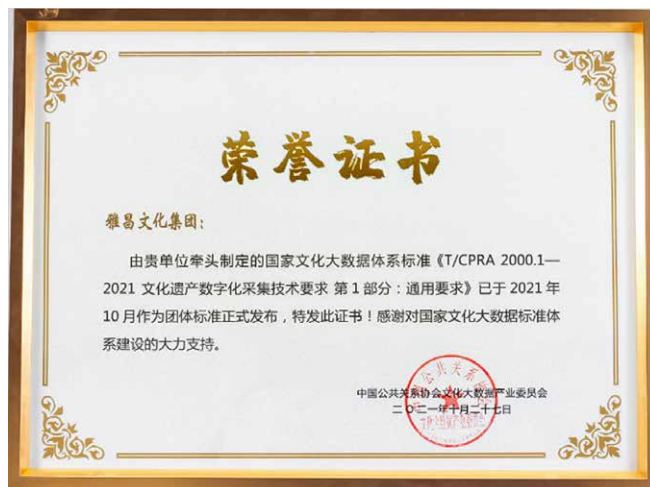 荣誉证书
雅昌文化集团：
由贵单位牵头制定的国家文化大数据体系标准《T/CPRA 2000.1—
2021 文化遗产数字化采集技术要求 第1部分：通用要求》已于2021年
10月作为团体标准正式发布，特发此证书！感谢对国家文化大数据标准体
系建设的大力支持。
中国公共关系协会文化大数据产业委员会
二〇二一年十月二十七日